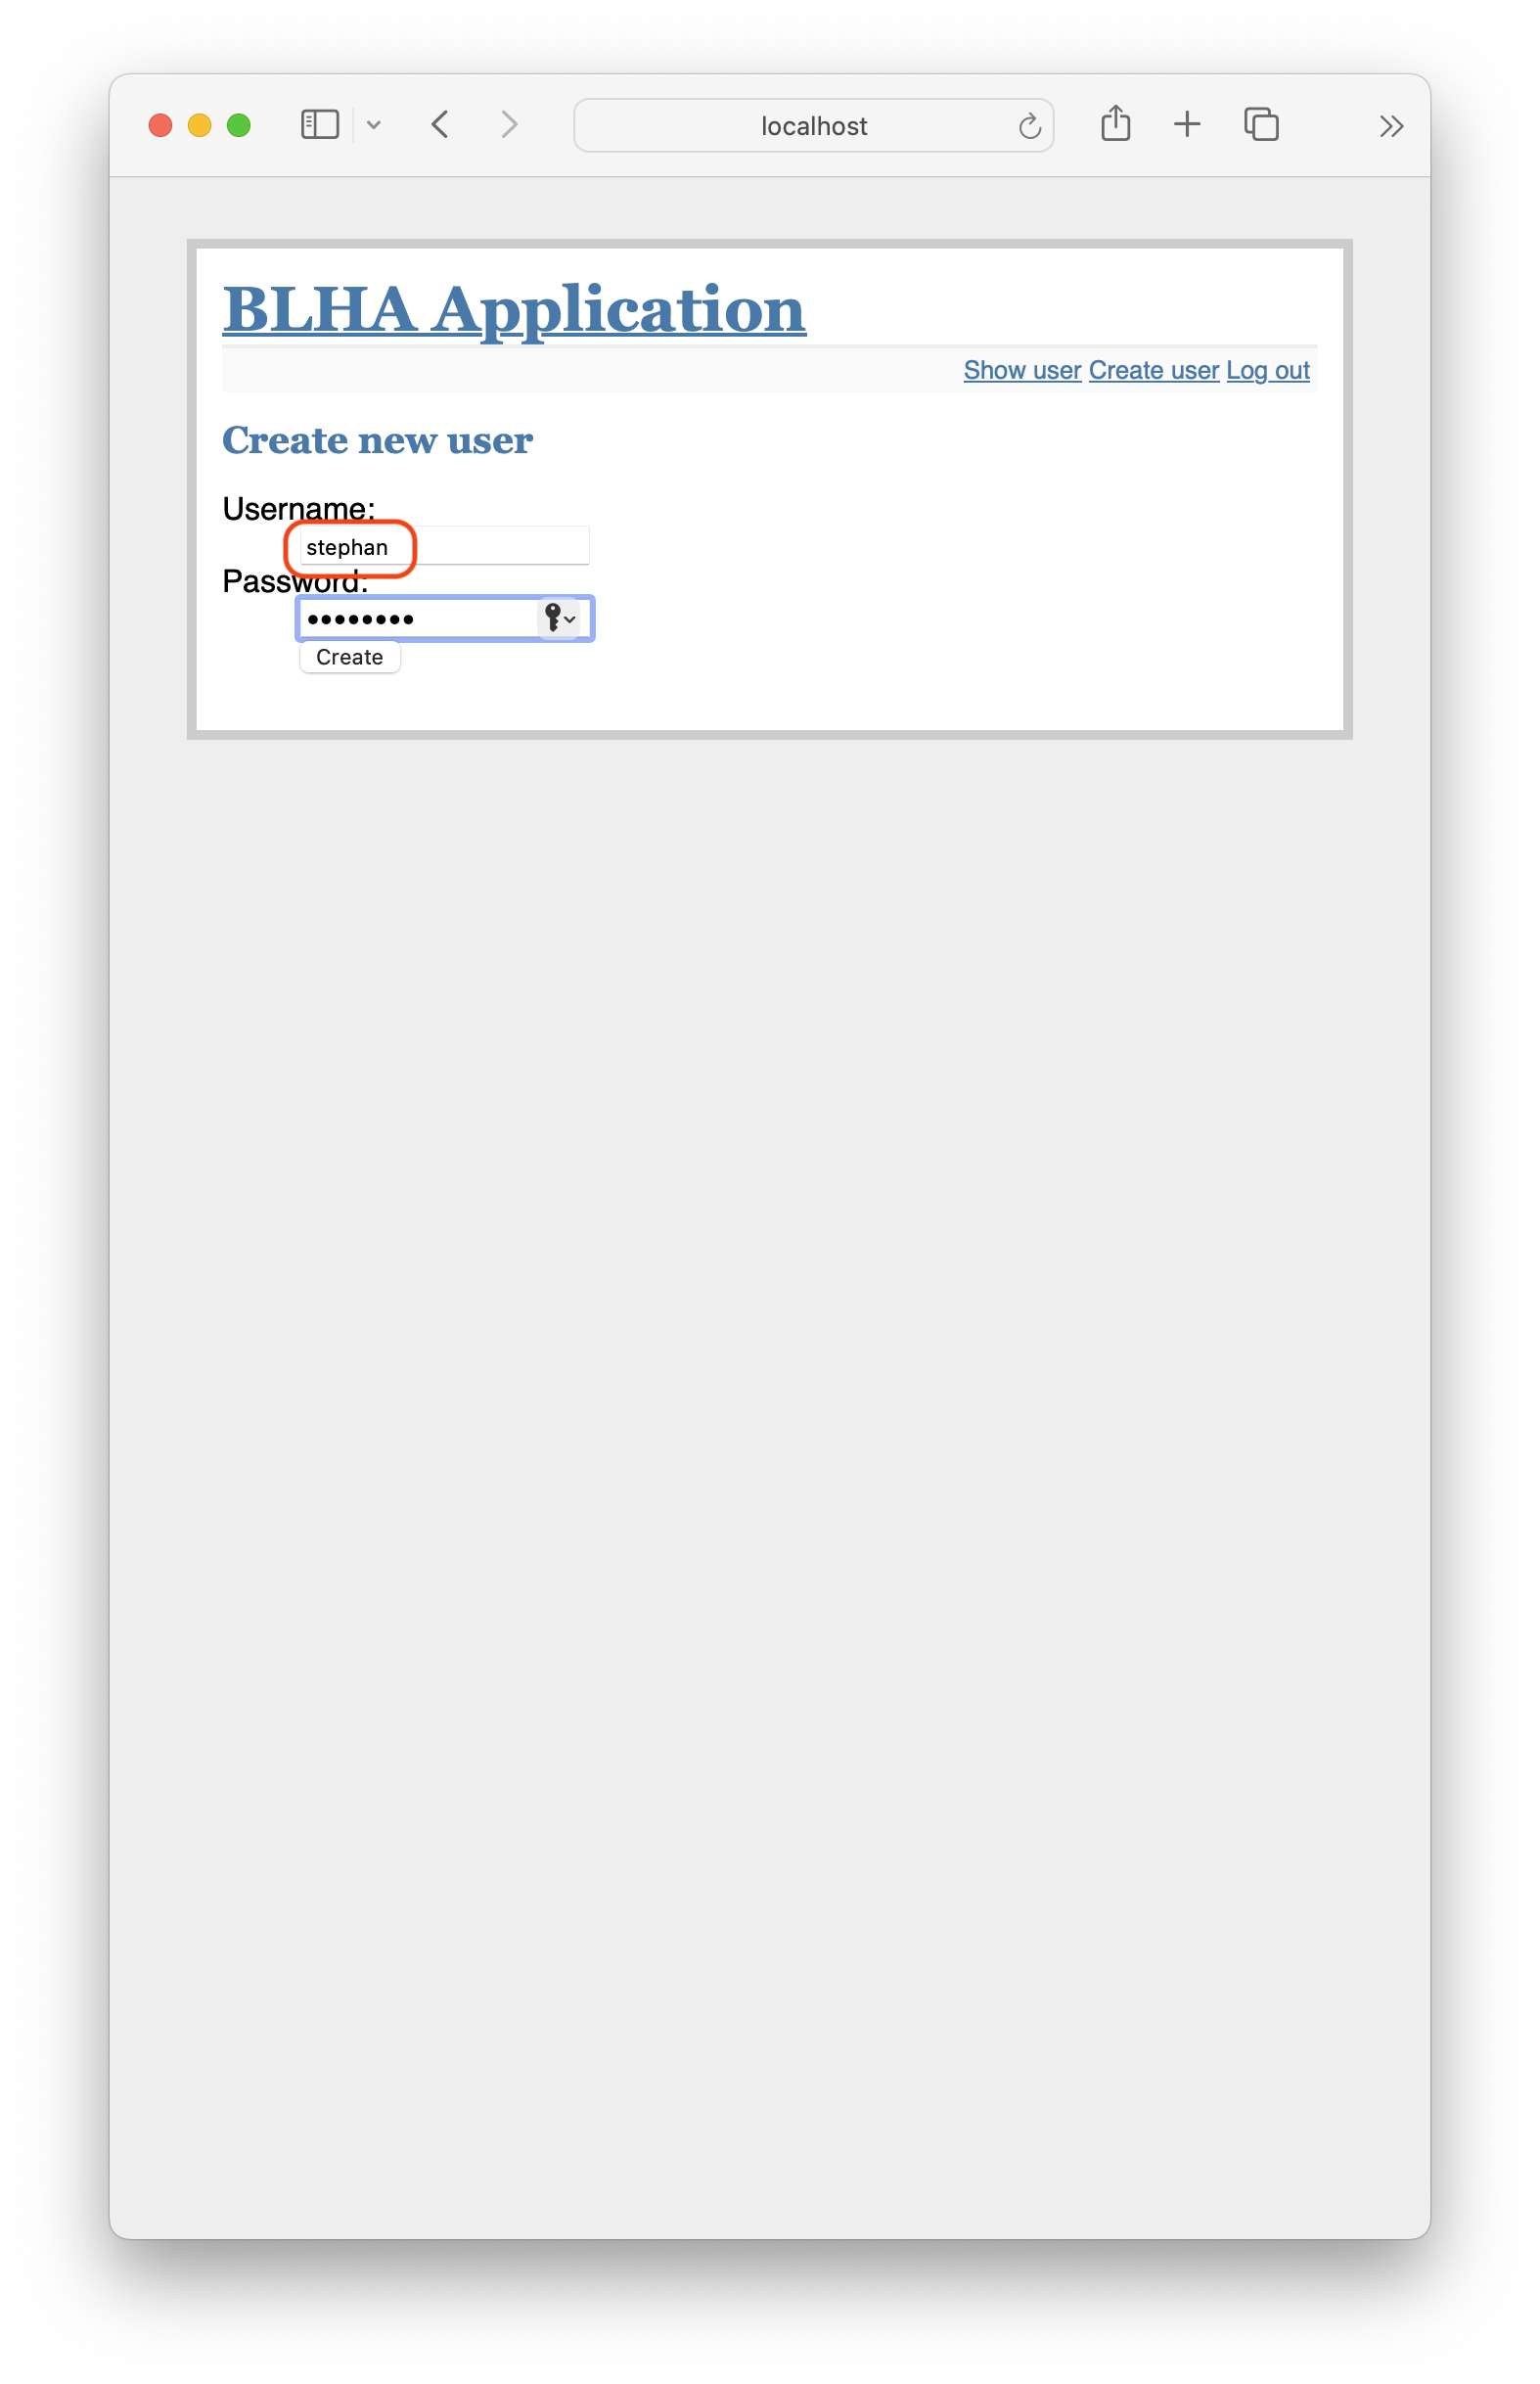 localhost
BLHA Application
Show user Create user Log out
Create new user
Username:
stephan
Password:
••••••••
Create